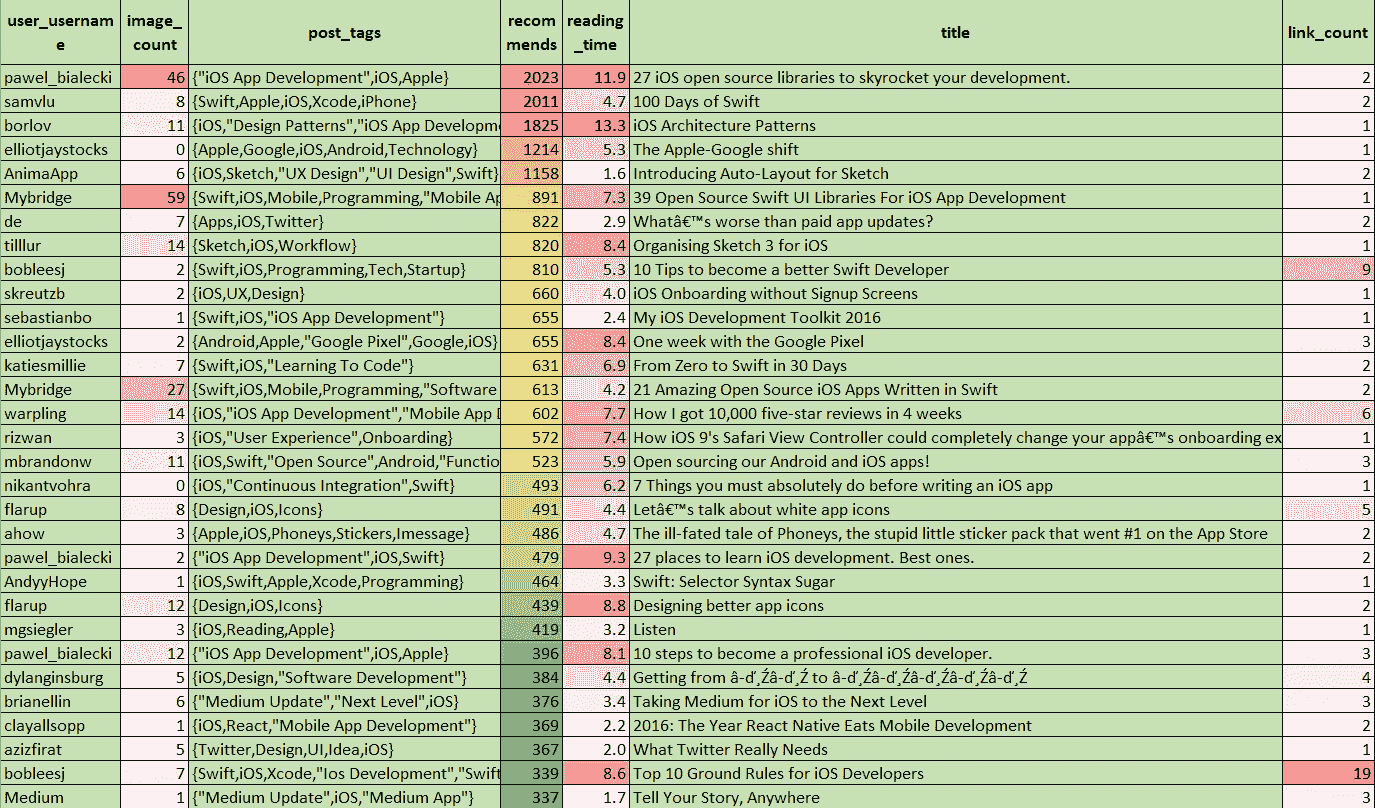 user_usernam
e image_
count post_tags recom
mends reading
_time title link_count
pawel_bialecki 46 {"iOS App Development",iOS,Apple} 2023 11.9 27 iOS open source libraries to skyrocket your development. 2
samvlu 8 {Swift,Apple,iOS,Xcode,iPhone} 2011 4.7 100 Days of Swift 2
borlov 11 {iOS,"Design Patterns","iOS App Developm 1825 13.3 iOS Architecture Patterns 1
elliotjaystocks 0 {Apple,Google,iOS,Android,Technology} 1214 5.3 The Apple-Google shift 1
AnimaApp 6 {iOS,Sketch,"UX Design","UI Design",Swift} 1158 1.6 Introducing Auto-Layout for Sketch 2
Mybridge 59 {Swift,iOS,Mobile,Programming,"Mobile Ap 891 7.3 39 Open Source Swift UI Libraries For iOS App Development 1
de 7 {Apps,iOS,Twitter} 822 2.9 Whatâ€™s worse than paid app updates? 2
tilllur 14 {Sketch,iOS,Workflow} 820 8.4 Organising Sketch 3 for iOS 1
bobleesj 2 {Swift,iOS,Programming,Tech,Startup} 810 5.3 10 Tips to become a better Swift Developer 9
skreutzb 2 {iOS,UX,Design} 660 4.0 iOS Onboarding without Signup Screens 1
sebastianbo 1 {Swift,iOS,"iOS App Development"} 655 2.4 My iOS Development Toolkit 2016 1
elliotjaystocks 2 {Android,Apple,"Google Pixel",Google,iOS} 655 8.4 One week with the Google Pixel 3
katiesmillie 7 {Swift,iOS,"Learning To Code"} 631 6.9 From Zero to Swift in 30 Days 2
Mybridge 27 {Swift,iOS,Mobile,Programming,"Software 613 4.2 21 Amazing Open Source iOS Apps Written in Swift 2
warpling 14 {iOS,"iOS App Development","Mobile App D 602 7.7 How I got 10,000 five-star reviews in 4 weeks 6
rizwan 3 {iOS,"User Experience",Onboarding} 572 7.4 How iOS 9's Safari View Controller could completely change your appâ€™s onboarding ex 1
mbrandonw 11 {iOS,Swift,"Open Source",Android,"Functio 523 5.9 Open sourcing our Android and iOS apps! 3
nikantvohra 0 {iOS,"Continuous Integration",Swift} 493 6.2 7 Things you must absolutely do before writing an iOS app 1
flarup 8 {Design,iOS,Icons} 491 4.4 Letâ€™s talk about white app icons 5
ahow 3 {Apple,iOS,Phoneys,Stickers,Imessage} 486 4.7 The ill-fated tale of Phoneys, the stupid little sticker pack that went #1 on the App Store 2
pawel_bialecki 2 {"iOS App Development",iOS,Swift} 479 9.3 27 places to learn iOS development. Best ones. 2
AndyyHope 1 {iOS,Swift,Apple,Xcode,Programming} 464 3.3 Swift: Selector Syntax Sugar 1
flarup 12 {Design,iOS,Icons} 439 8.8 Designing better app icons 2
mgsiegler 3 {iOS,Reading,Apple} 419 3.2 Listen 1
pawel_bialecki 12 {"iOS App Development",iOS,Apple} 396 8.1 10 steps to become a professional iOS developer. 3
dylanginsburg 5 {iOS,Design,"Software Development"} 384 4.4 Getting from â­ď¸Źâ­ď¸Ź to â­ď¸Źâ­ď¸Źâ­ď¸Źâ­ď¸Źâ­ď¸Ź 4
brianellin 6 {"Medium Update","Next Level",iOS} 376 3.4 Taking Medium for iOS to the Next Level 3
clayallsopp 1 {iOS,React,"Mobile App Development"} 369 2.2 2016: The Year React Native Eats Mobile Development 2
azizfirat 5 {Twitter,Design,UI,Idea,iOS} 367 2.0 What Twitter Really Needs 1
bobleesj 7 {Swift,iOS,Xcode,"Ios Development","Swift 339 8.6 Top 10 Ground Rules for iOS Developers 19
Medium 1 {"Medium Update",iOS,"Medium App"} 337 1.7 Tell Your Story, Anywhere 3